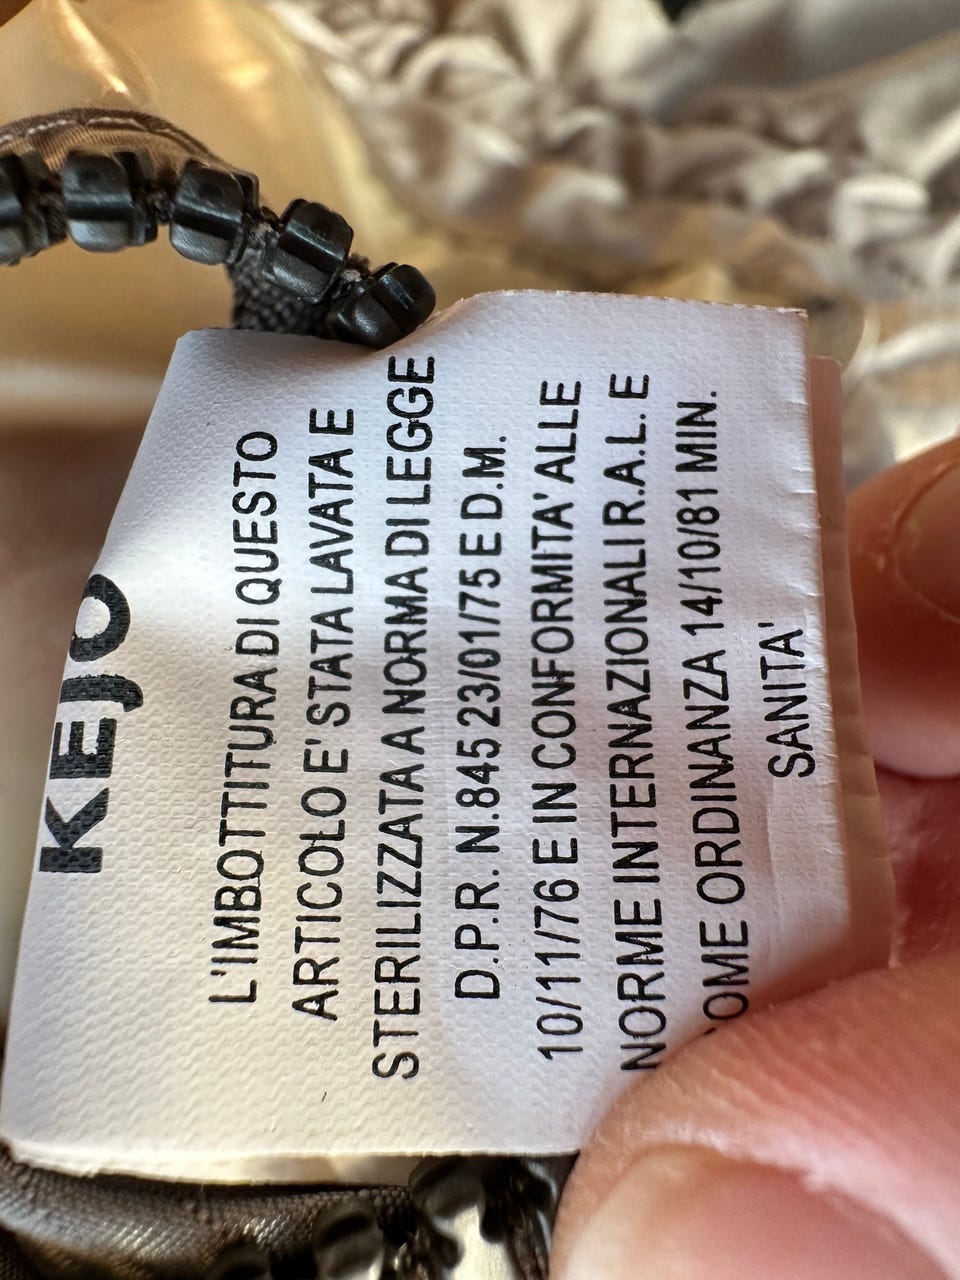 KEJO
L'IMBOTTITURA DI QUESTO
ARTICOLO E' STATA LAVATA E
STERILIZZATA A NORMA DI LEGGE
D.P.R. N.845 23/01/75 E D.M.
10/11/76 E IN CONFORMITA' ALLE
NORME INTERNAZIONALI R.A.L. E
COME ORDINANZA 14/10/81 MIN.
SANITA'